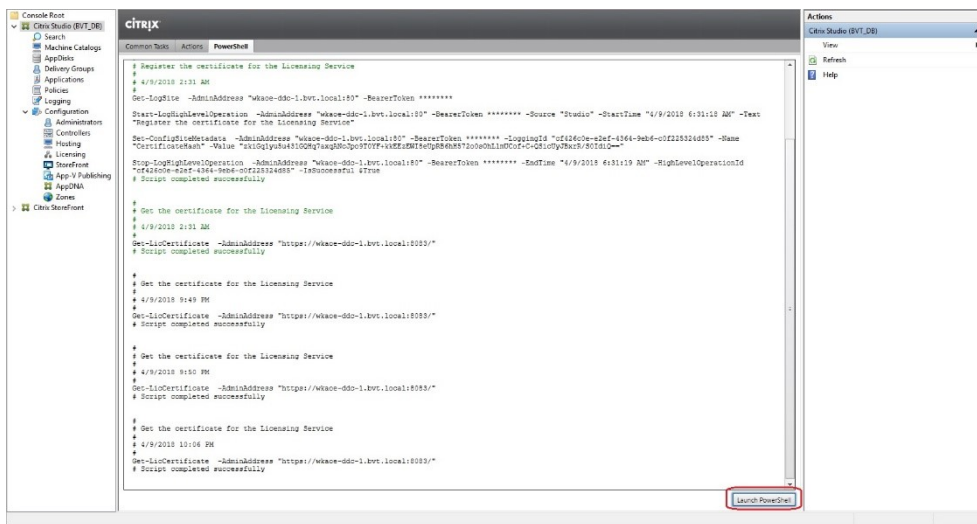 Console Root
Citrix Studio (BVT_DB)
Search
Machine Catalogs
AppDisks
Delivery Groups
Applications
Policies
Logging
Configuration
Administrators
Controllers
Hosting
Licensing
StoreFront
App-V Publishing
AppDNA
Zones
Citrix StoreFront
CİTRIX
Common Tasks Actions PowerShell
# Register the certificate for the Licensing Service
#
# 4/9/2018 2:31 AM
#
Get-LogSite -AdminAddress "wkace-ddc-1.bvt.local:80" -BearerToken ********
Start-LogHighLevelOperation -AdminAddress "wkace-ddc-1.bvt.local:80" -BearerToken ******** -Source "Studio" -StartTime "4/9/2018 6:31:18 AM" -Text
"Register the certificate for the Licensing Service"
Set-ConfigSiteMetadata -AdminAddress "wkace-ddc-1.bvt.local:80" -BearerToken ******** -LoggingId "cf426c0e-e2ef-4364-9eb6-c0f225324d85" -Name
"CertificateHash" -Value
Stop-LogHighLevelOperation -AdminAddress "wkace-ddc-1.bvt.local:80" -BearerToken ******** -EndTime "4/9/2018 6:31:19 AM" -HighLevelOperationId
"cf426c0e-e2ef-4364-9eb6-c0f225324d85" -IsSuccessful $True
# Script completed successfully
#
# Get the certificate for the Licensing Service
#
# 4/9/2018 2:31 AM
#
Get-LicCertificate -AdminAddress "https://wkace-ddc-1.bvt.local:8083/"
# Script completed successfully
#
# Get the certificate for the Licensing Service
#
# 4/9/2018 9:49 PM
#
Get-LicCertificate -AdminAddress "https://wkace-ddc-1.bvt.local:8083/"
# Script completed successfully
#
# Get the certificate for the Licensing Service
#
# 4/9/2018 9:50 PM
#
Get-LicCertificate -AdminAddress "https://wkace-ddc-1.bvt.local:8083/"
# Script completed successfully
#
# Get the certificate for the Licensing Service
#
# 4/9/2018 10:06 PM
#
Get-LicCertificate -AdminAddress "https://wkace-ddc-1.bvt.local:8083/"
# Script completed successfully
Launch PowerShell
Actions
Citrix Studio (BVT_DB)
View
Refresh
Help